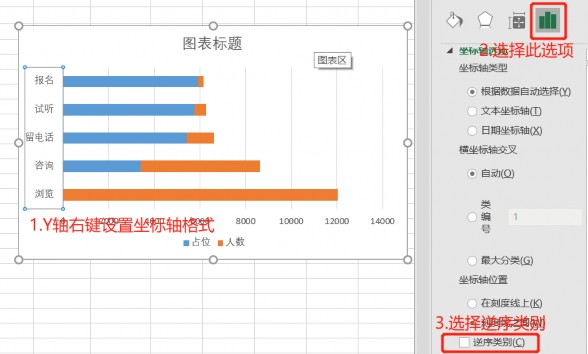 图表标题
图表区
报名
试听
留电话
咨询
浏览
8000 10000 12000 14000
1.Y轴右键设置坐标轴格式
占位 人数
2.选择此选项
坐标轴类型
根据数据自动选择(Y)
文本坐标轴(T)
日期坐标轴(X)
横坐标轴交叉
自动(O)
类编号
1
最大分类(G)
坐标轴位置
在刻度线上(K)
3.选择逆序类别
逆序类别(C)